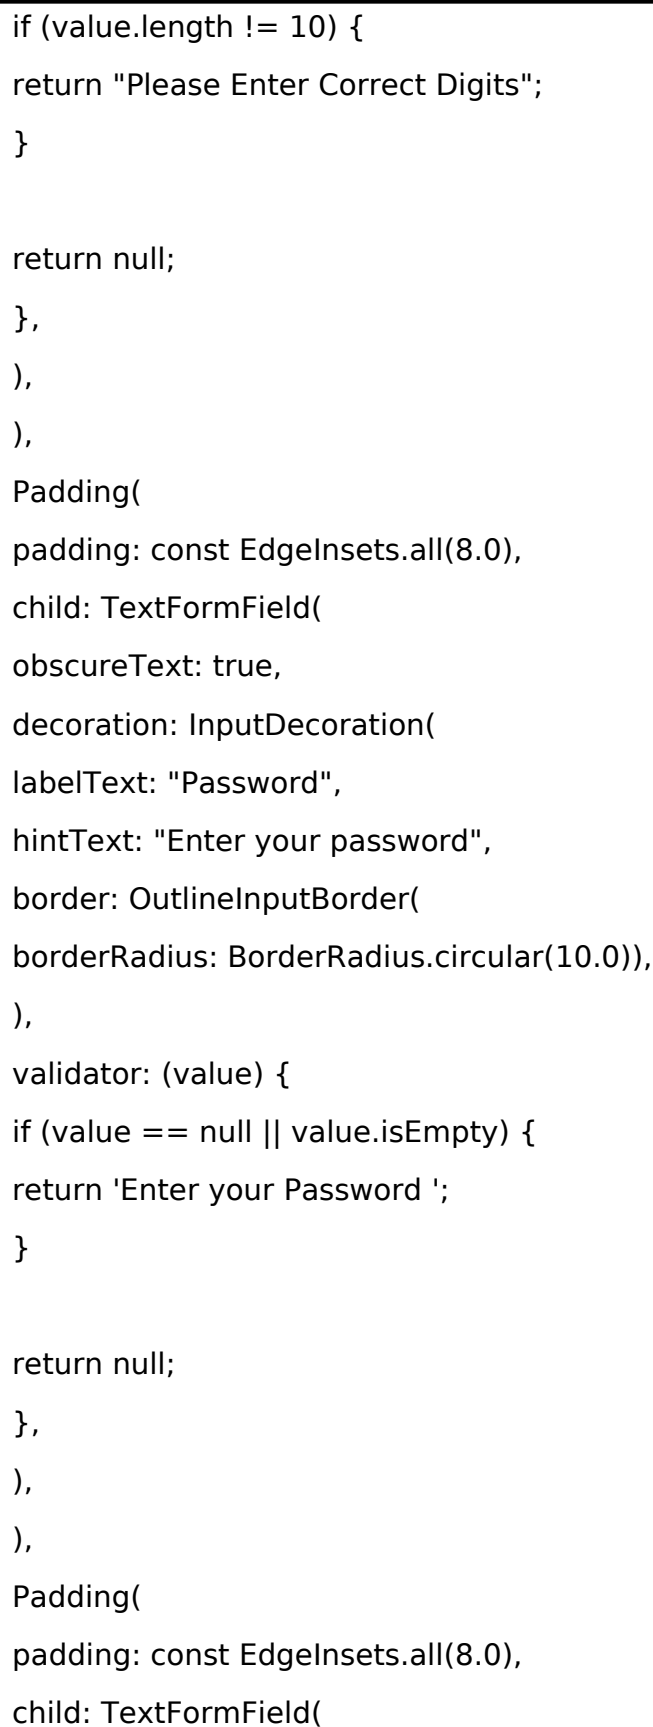 if (value.length != 10) {
return "Please Enter Correct Digits";
}
return null;
},
),
),
Padding(
padding: const EdgeInsets.all(8.0),
child: TextFormField(
obscureText: true,
decoration: InputDecoration(
labelText: "Password",
hintText: "Enter your password",
border: OutlineInputBorder(
borderRadius: BorderRadius.circular(10.0)),
),
validator: (value) {
if (value == null || value.isEmpty) {
return 'Enter your Password ';
}
return null;
},
),
),
Padding(
padding: const EdgeInsets.all(8.0),
child: TextFormField(